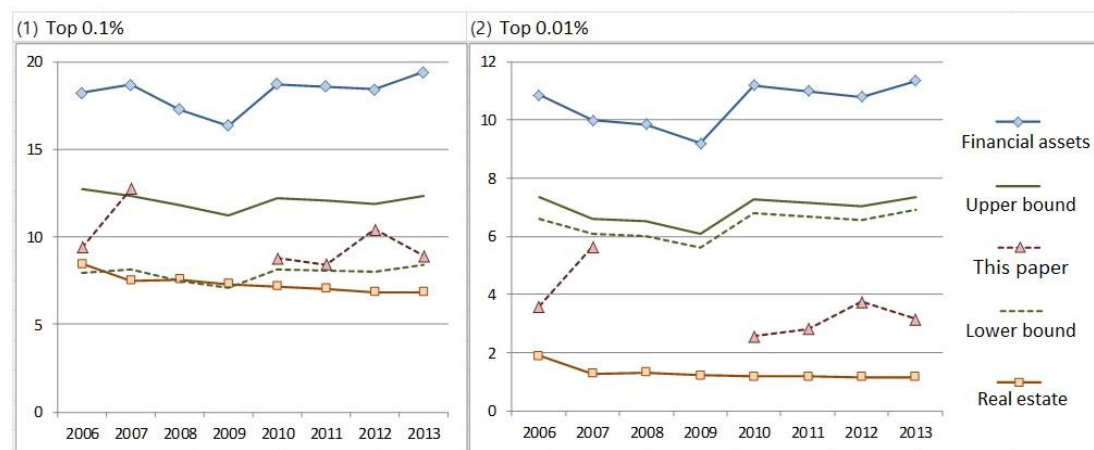 (1) Top 0.1%
20
15
10
5
0
2006 2007 2008 2009 2010 2011 2012 2013
(2) Top 0.01%
12
10
8
6
4
2
0
2006 2007 2008 2009 2010 2011 2012 2013
Financial assets
Upper bound
This paper
Lower bound
Real estate